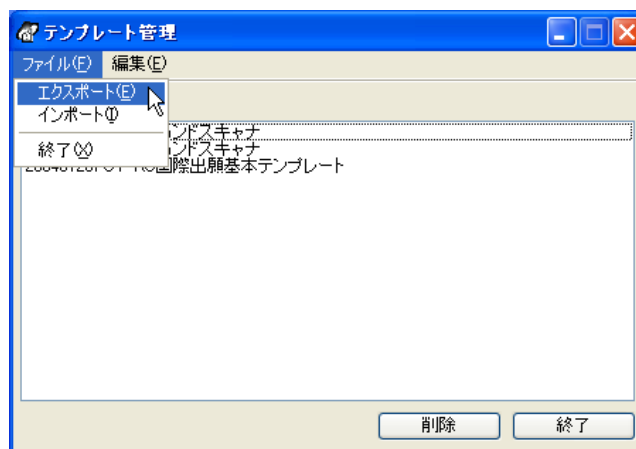 テンプレート管理
ファイル(F) 編集(E)
エクスポート(E)
インポート(I)
終了(X)
ンドスキャナ
ンドスキャナ
国際出願基本テンプレート
削除 終了